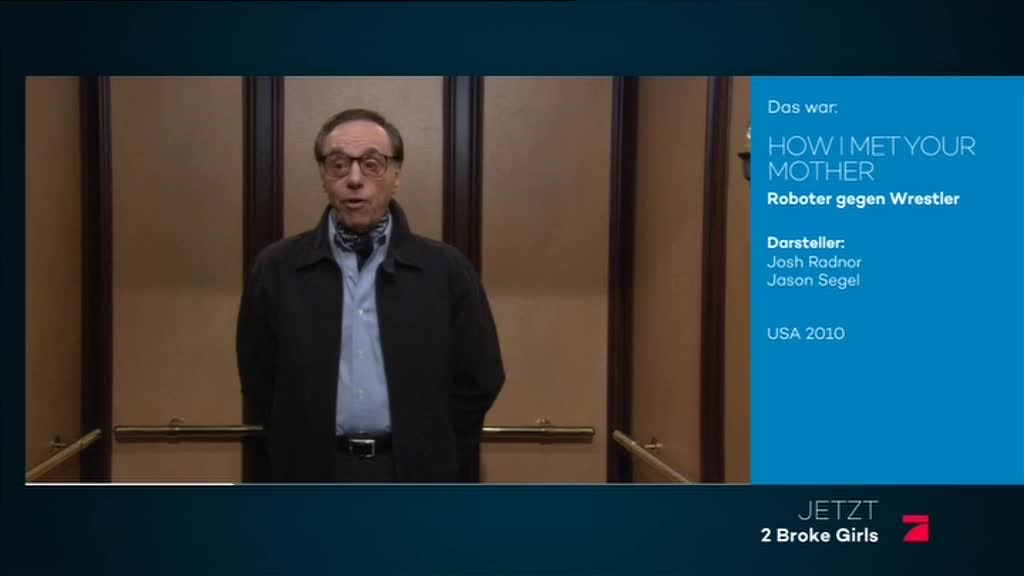 Das war:
HOW I MET YOUR
MOTHER
Roboter gegen Wrestler
Darsteller:
Josh Radnor
Jason Segel
USA 2010
JETZT
2 Broke Girls